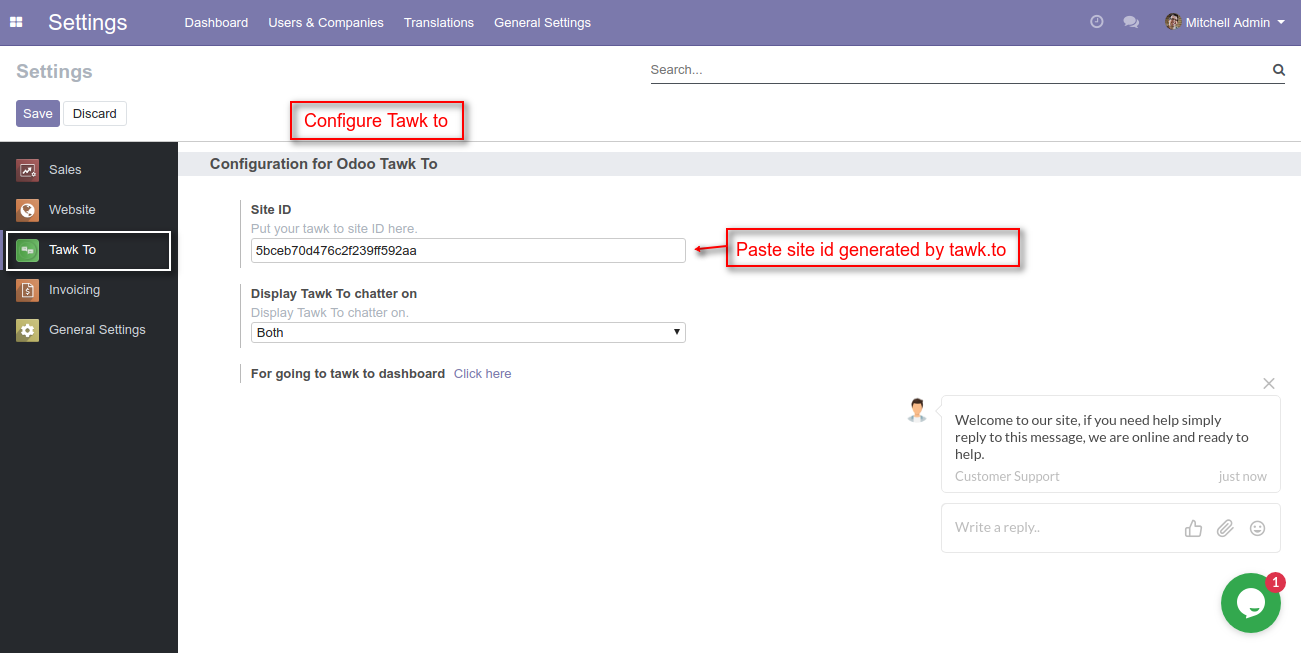 Settings
Dashboard
Users & Companies
Translations
General Settings
Mitchell Admin
Settings
Search...
Save
Discard
Configure Tawk to
Sales
Website
Tawk To
Invoicing
General Settings
Configuration for Odoo Tawk To
Site ID
Put your tawk to site ID here.
5bceb70d476c2f239ff592aa
Paste site id generated by tawk.to
Display Tawk To chatter on
Display Tawk To chatter on.
Both
For going to tawk to dashboard Click here
Welcome to our site, if you need help simply
reply to this message, we are online and ready to
help.
Customer Support
just now
Write a reply..
1